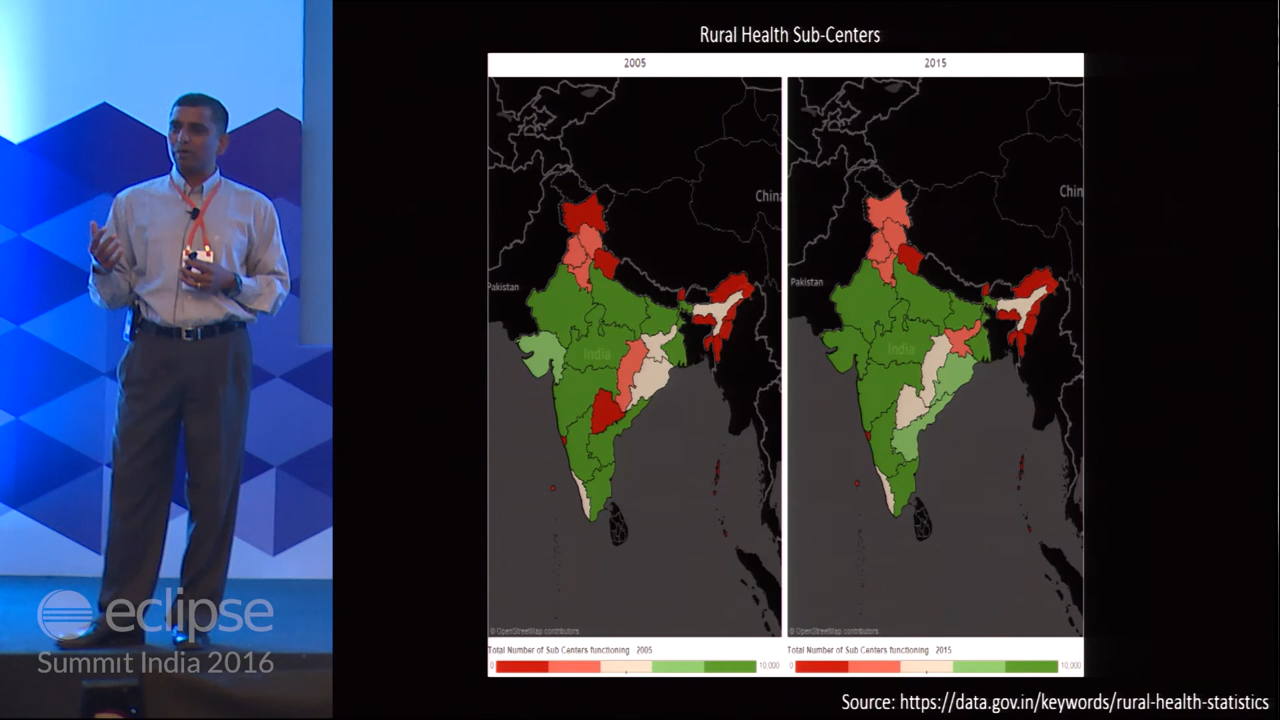 Rural Health Sub-Centers
2005
2015
China
Chin
Pakistan
Pakistan
India
India
© OpenStreetMap contributors
© OpenStreetMap contributors
Total Number of Sub Centers functioning 2005
0
10,000
Total Number of Sub Centers functioning 2015
0
10,000
Source: https://data.gov.in/keywords/rural-health-statistics
eclipse
Summit India 2016